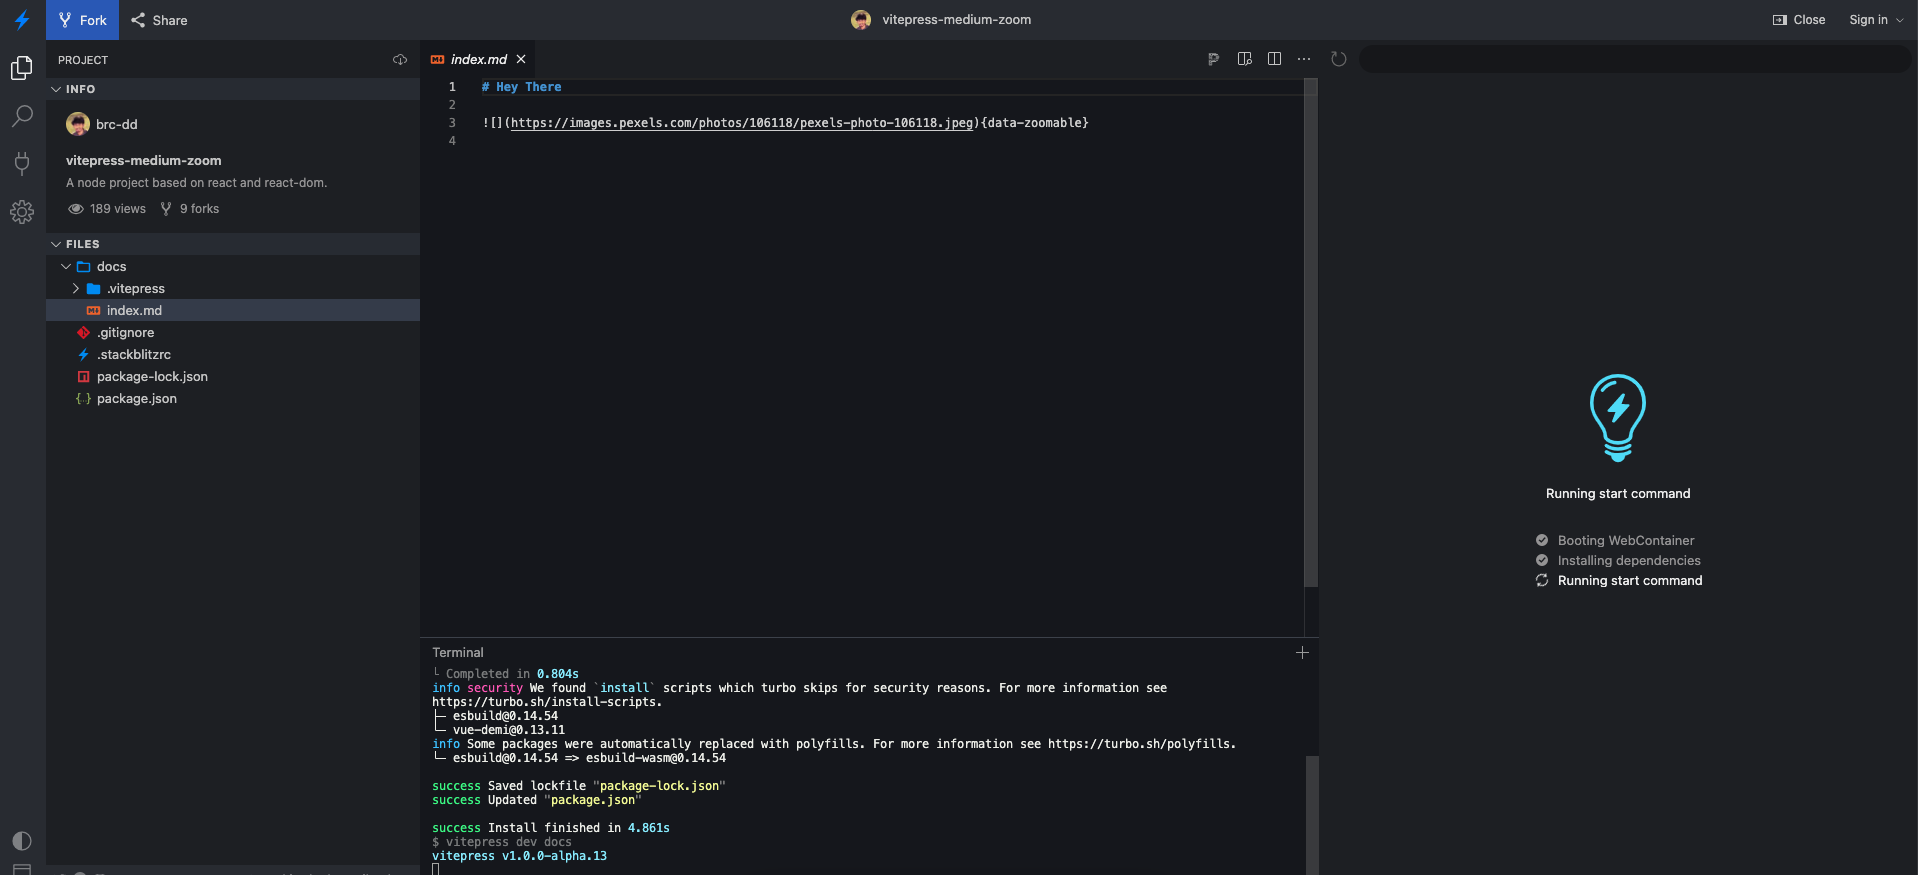 Fork
Share
vitepress-medium-zoom
Close
Sign in
PROJECT
INFO
brc-dd
vitepress-medium-zoom
A node project based on react and react-dom.
189 views
9 forks
FILES
docs
.vitepress
index.md
.gitignore
.stackblitzrc
package-lock.json
package.json
index.md
1 # Hey There
2
3 ![](https://images.pexels.com/photos/106118/pexels-photo-106118.jpeg){data-zoomable}
4
Terminal
└ Completed in 0.804s
info security We found `install` scripts which turbo skips for security reasons. For more information see
https://turbo.sh/install-scripts.
├─ esbuild@0.14.54
└─ vue-demi@0.13.11
info Some packages were automatically replaced with polyfills. For more information see https://turbo.sh/polyfills.
└─ esbuild@0.14.54 => esbuild-wasm@0.14.54
success Saved lockfile "package-lock.json"
success Updated "package.json"
success Install finished in 4.861s
$ vitepress dev docs
vitepress v1.0.0-alpha.13
Running start command
Booting WebContainer
Installing dependencies
Running start command